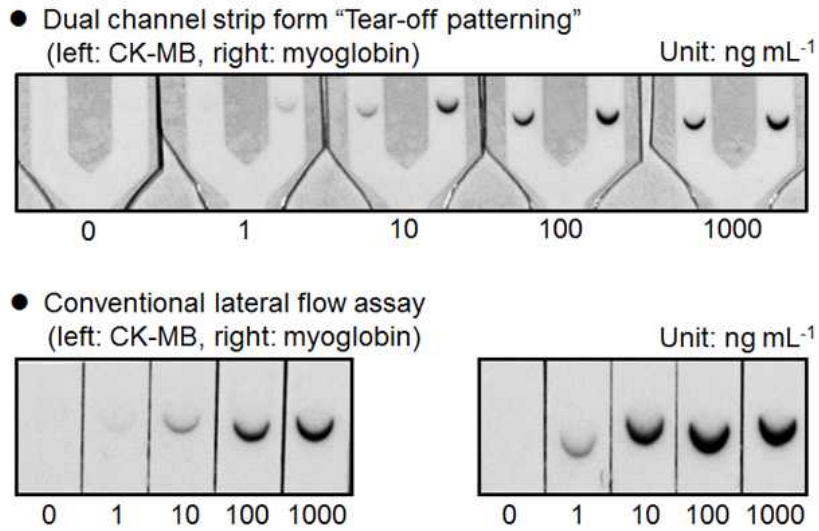 ● Dual channel strip form “Tear-off patterning”
(left: CK-MB, right: myoglobin) Unit: ng mL-1
0 1 10 100 1000
● Conventional lateral flow assay
(left: CK-MB, right: myoglobin) Unit: ng mL-1
0 1 10 100 1000 0 1 10 100 1000